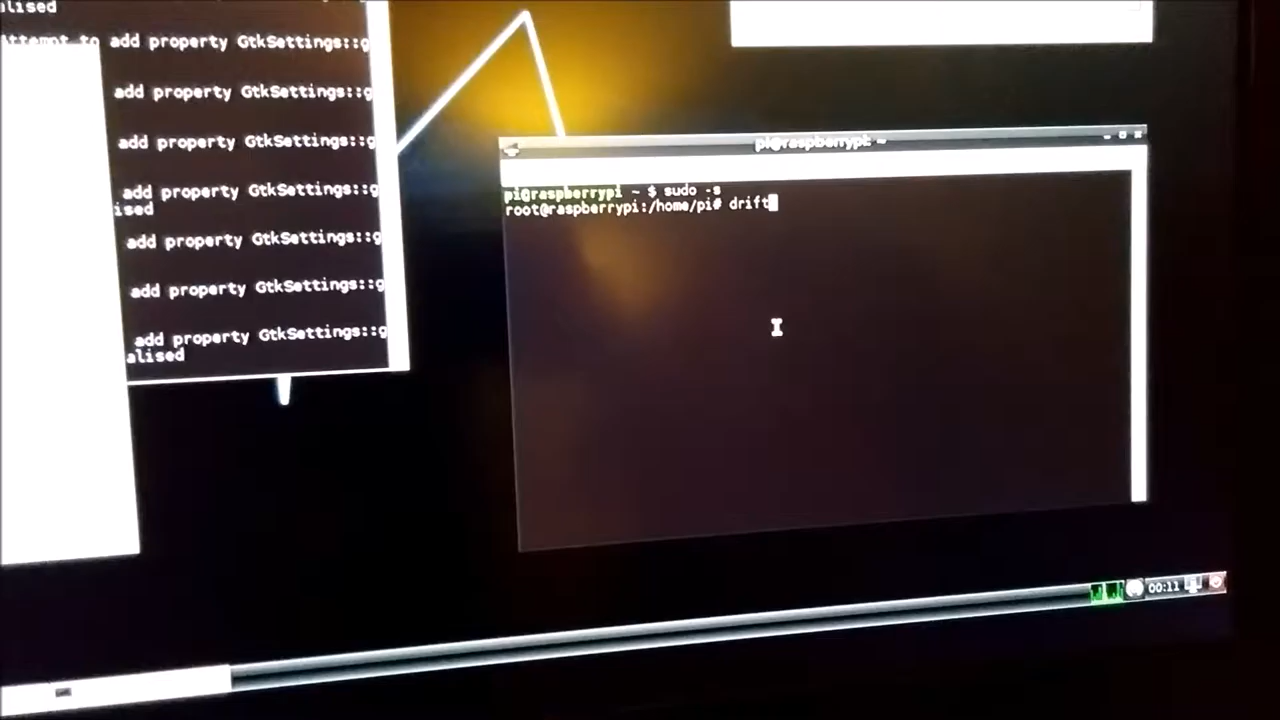 alised
Attempt to add property GtkSettings::g
add property GtkSettings::g
add property GtkSettings::g
add property GtkSettings::g
ised
add property GtkSettings::g
add property GtkSettings::g
add property GtkSettings::g
alised
pi@raspberrypi: ~
pi@raspberrypi ~ $ sudo -s
root@raspberrypi:/home/pi# drift
00:11